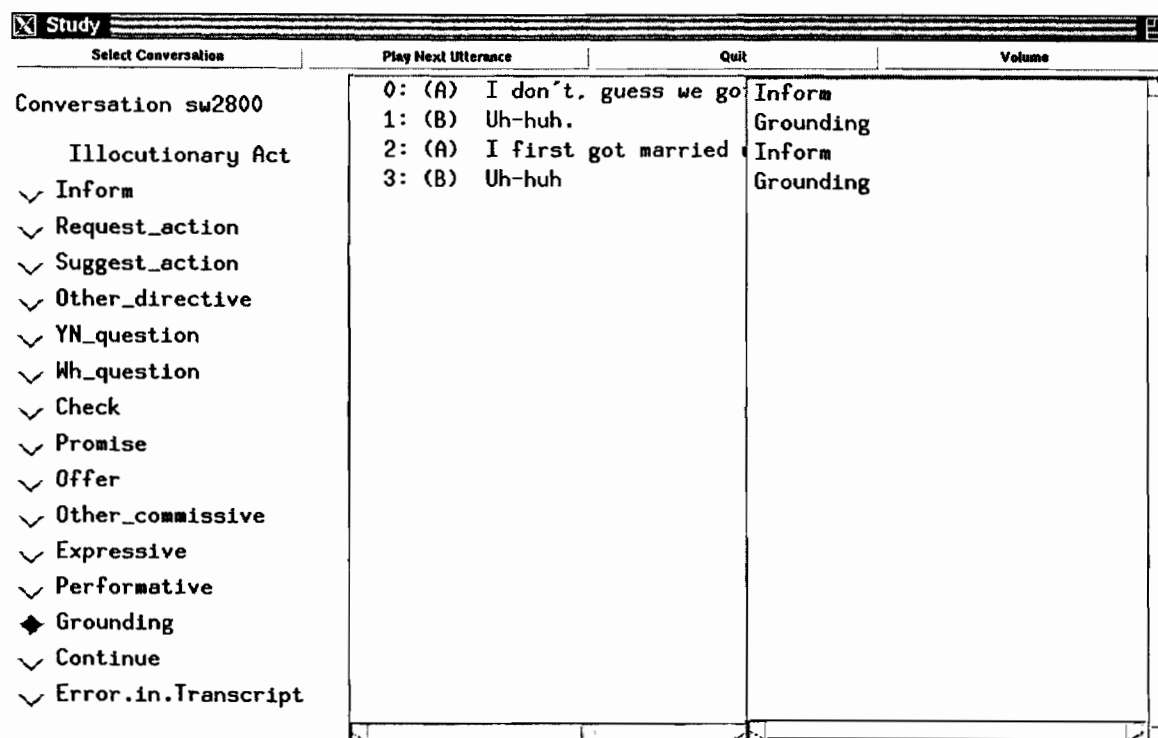 Study
Select Conversation Play Next Utterance Quit Volume
Conversation sw2800
Illocutionary Act
Inform
Request_action
Suggest_action
Other_directive
YN_question
Wh_question
Check
Promise
Offer
Other_commissive
Expressive
Performative
Grounding
Continue
Error.in.Transcript
0: (A) I don't, guess we go
1: (B) Uh-huh.
2: (A) I first got married
3: (B) Uh-huh
Inform
Grounding
Inform
Grounding